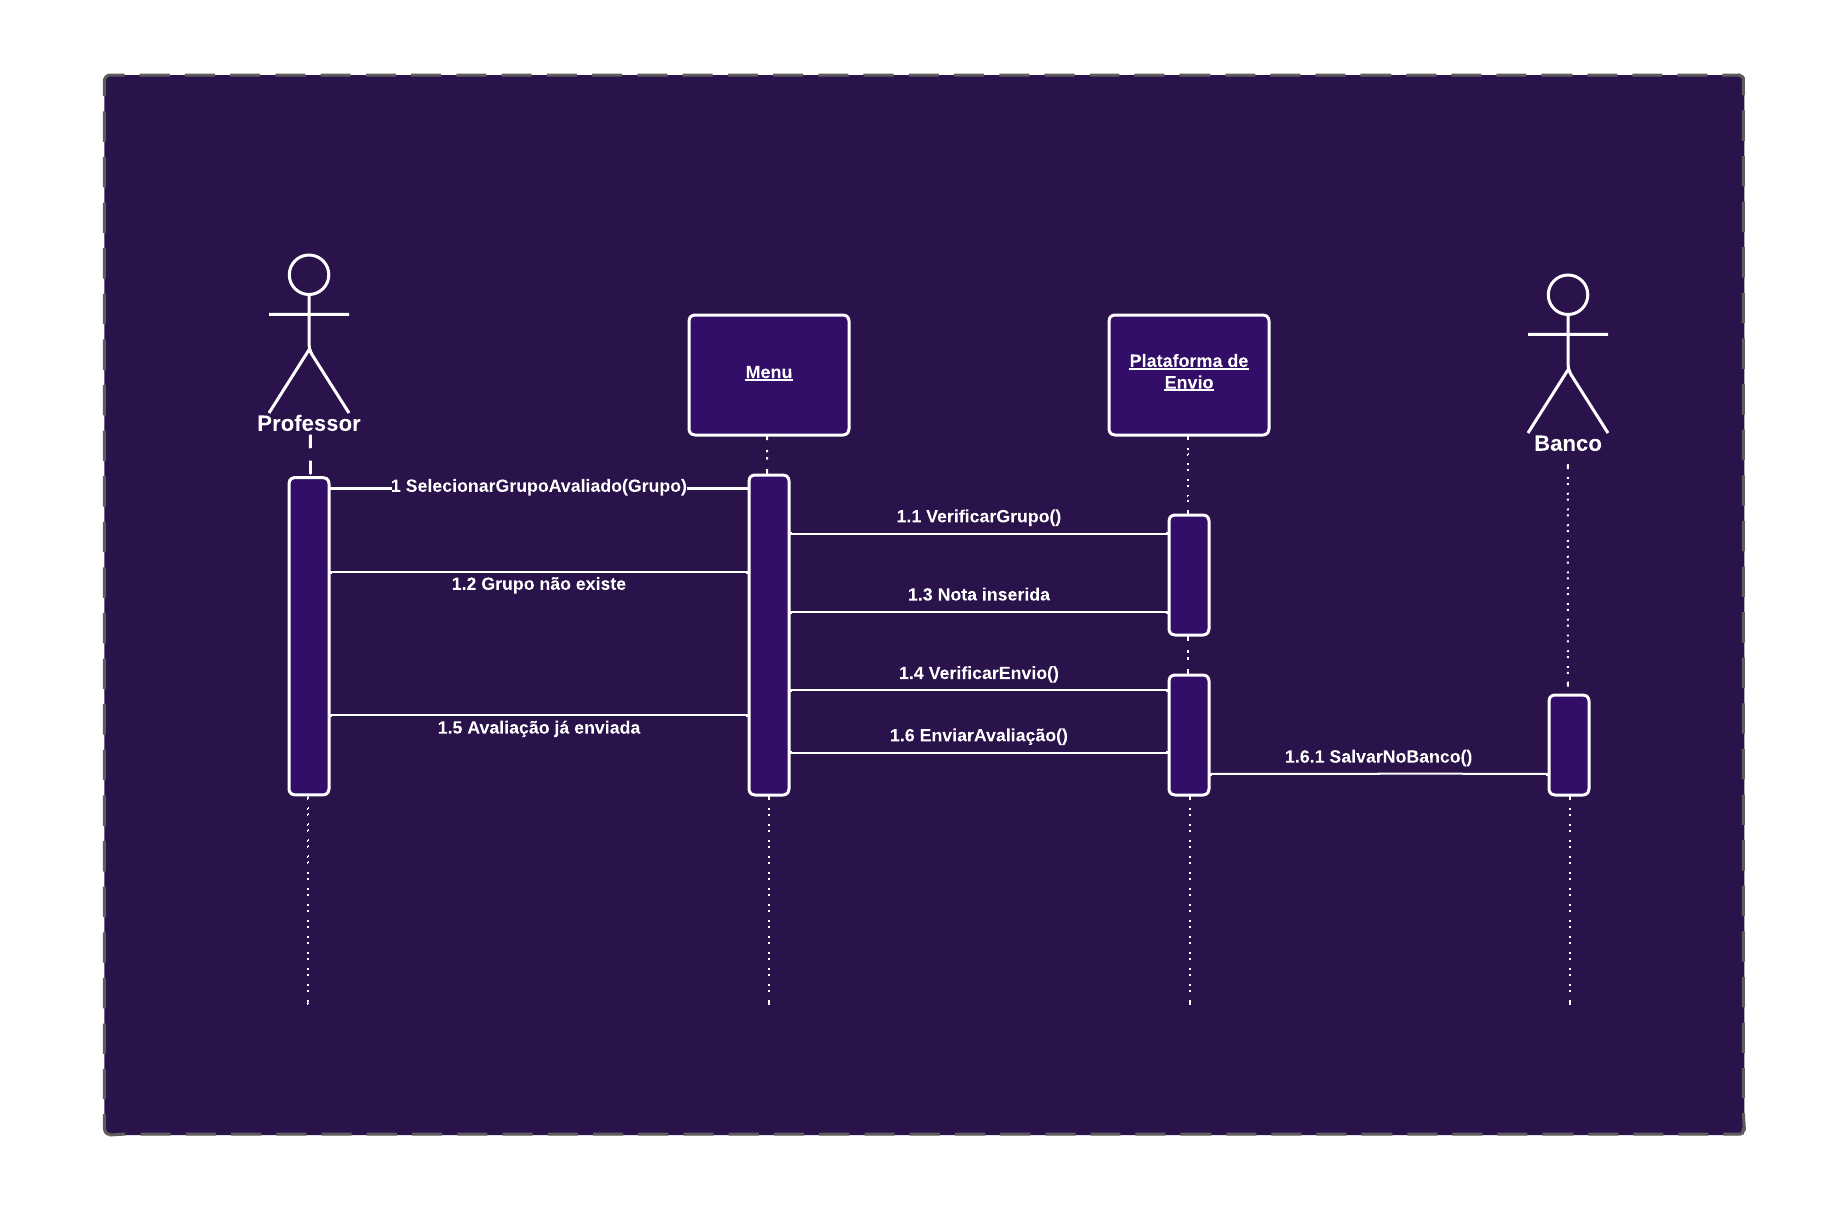 Menu
Plataforma de
Envio
Professor
Banco
1 SelecionarGrupoAvaliado(Grupo)
1.1 VerificarGrupo()
1.2 Grupo não existe
1.3 Nota inserida
1.4 VerificarEnvio()
1.5 Avaliação já enviada
1.6 EnviarAvaliação()
1.6.1 SalvarNoBanco()